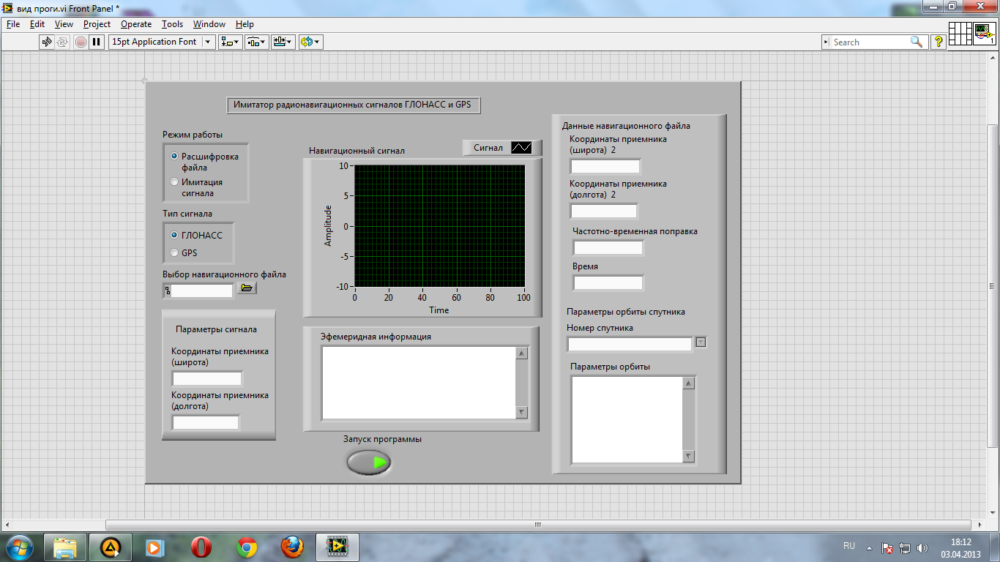 вид проги.vi Front Panel *
File Edit View Project Operate Tools Window Help
15pt Application Font
Search
1
Имитатор радионавигационных сигналов ГЛОНАСС и GPS
Режим работы
Расшифровка
файла
Имитация
сигнала
Тип сигнала
ГЛОНАСС
GPS
Выбор навигационного файла
Параметры сигнала
Координаты приемника
(широта)
Координаты приемника
(долгота)
Навигационный сигнал
Сигнал
Amplitude
10
5
0
-5
-10
0 20 40 60 80 100
Time
Эфемеридная информация
Запуск программы
Данные навигационного файла
Координаты приемника
(широта) 2
Координаты приемника
(долгота) 2
Частотно-временная поправка
Время
Параметры орбиты спутника
Номер спутника
Параметры орбиты
RU
18:12
03.04.2013